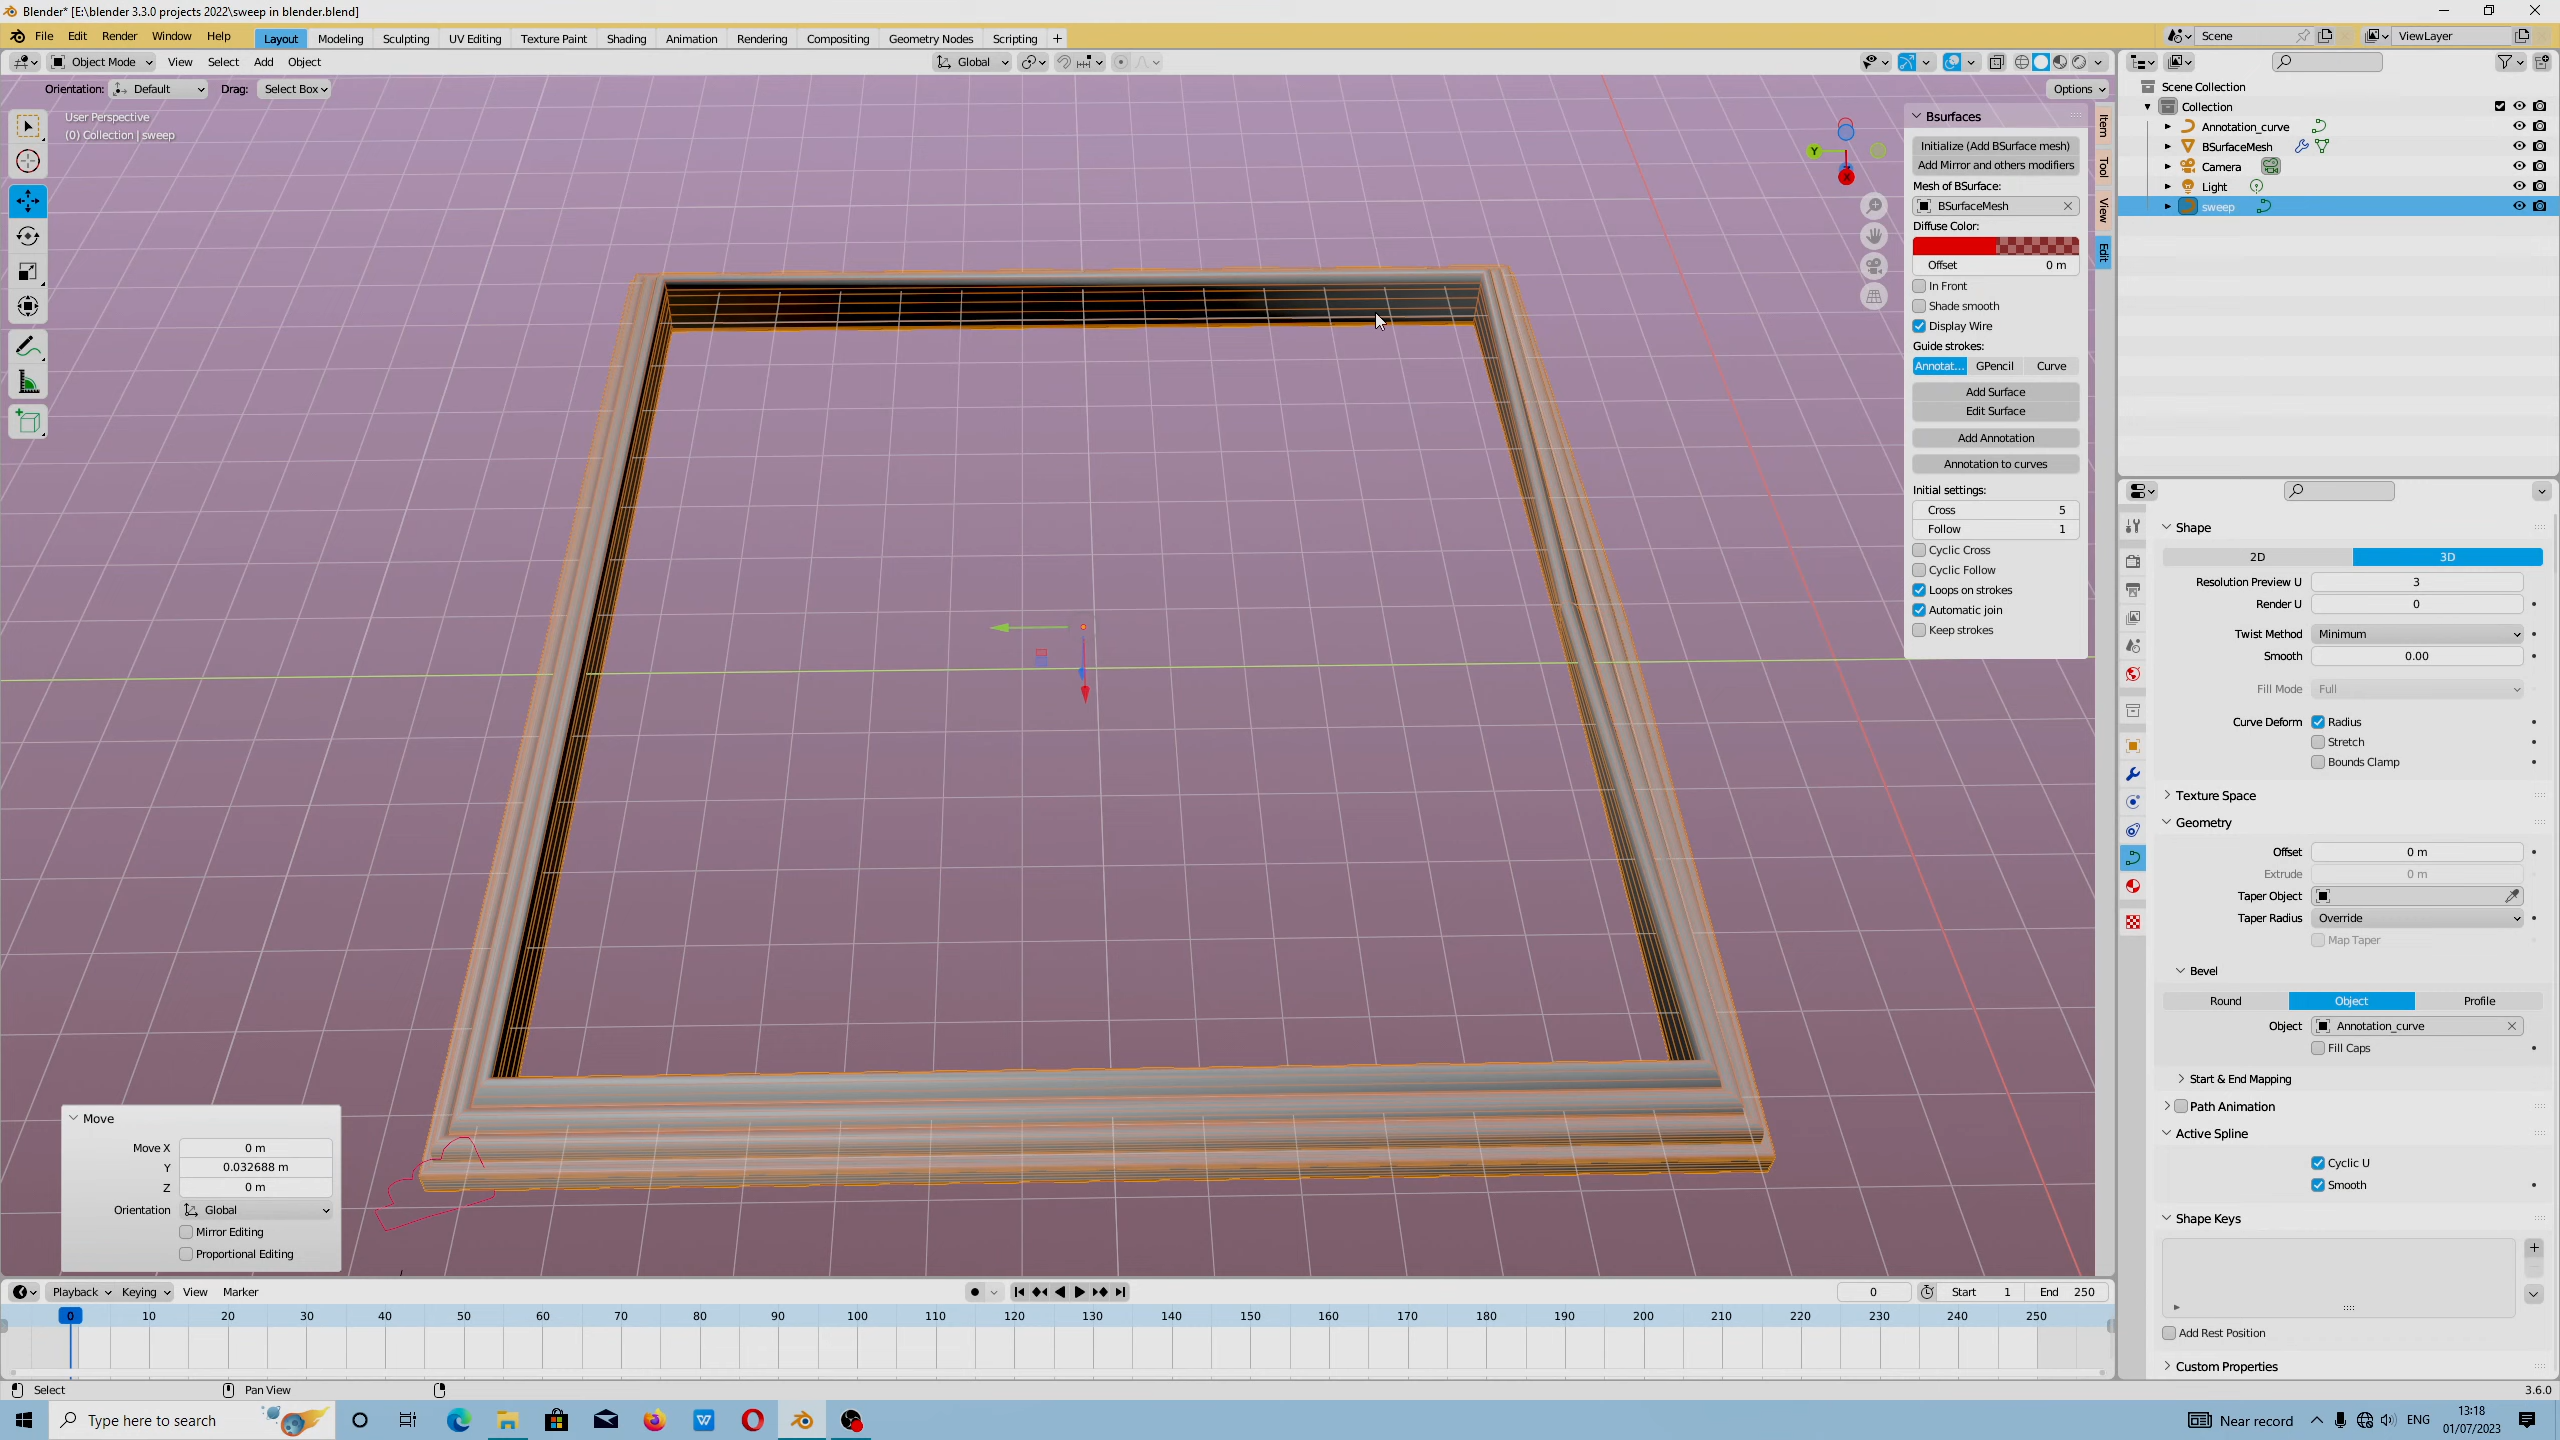 Blender* [E:\blender 3.3.0 projects 2022\sweep in blender.blend]
File Edit Render Window Help Layout Modeling Sculpting UV Editing Texture Paint Shading Animation Rendering Compositing Geometry Nodes Scripting + Scene ViewLayer
Object Mode View Select Add Object Global
Orientation: Default Drag: Select Box Options
User Perspective
(0) Collection | sweep
Y
X
Bsurfaces
Initialize (Add BSurface mesh)
Add Mirror and others modifiers
Mesh of BSurface:
BSurfaceMesh
Diffuse Color:
Offset 0 m
In Front
Shade smooth
Display Wire
Guide strokes:
Annotat... GPencil Curve
Add Surface
Edit Surface
Add Annotation
Annotation to curves
Initial settings:
Cross 5
Follow 1
Cyclic Cross
Cyclic Follow
Loops on strokes
Automatic join
Keep strokes
Item
Tool
View
Edit
Scene Collection
Collection
Annotation_curve
BSurfaceMesh
Camera
Light
sweep
Shape
2D 3D
Resolution Preview U 3
Render U 0
Twist Method Minimum
Smooth 0.00
Fill Mode Full
Curve Deform Radius
Stretch
Bounds Clamp
Texture Space
Geometry
Offset 0 m
Extrude 0 m
Taper Object
Taper Radius Override
Map Taper
Bevel
Round Object Profile
Object Annotation_curve
Fill Caps
Start & End Mapping
Path Animation
Active Spline
Cyclic U
Smooth
Shape Keys
Add Rest Position
Custom Properties
Move
Move X 0 m
Y 0.032688 m
Z 0 m
Orientation Global
Mirror Editing
Proportional Editing
Playback Keying View Marker 0 Start 1 End 250
0 10 20 30 40 50 60 70 80 90 100 110 120 130 140 150 160 170 180 190 200 210 220 230 240 250
Select Pan View 3.6.0
Type here to search Near record ENG 13:18
01/07/2023